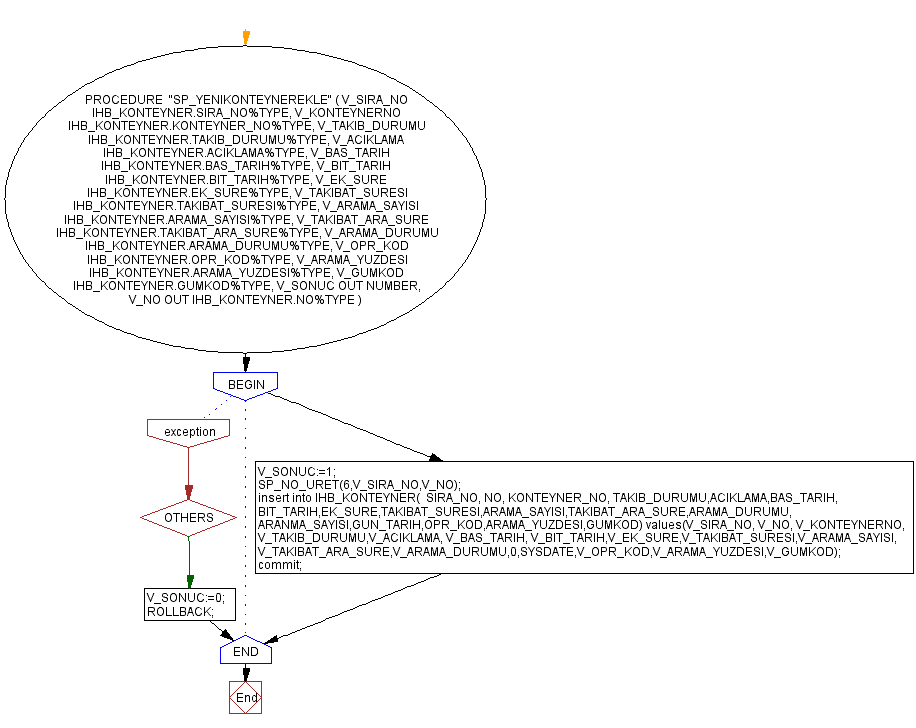 PROCEDURE "SP_YENIKONTEYNEREKLE" ( V_SIRA_NO
IHB_KONTEYNER.SIRA_NO%TYPE, V_KONTEYNERNO
IHB_KONTEYNER.KONTEYNER_NO%TYPE, V_TAKIB_DURUMU
IHB_KONTEYNER.TAKIB_DURUMU%TYPE, V_ACIKLAMA
IHB_KONTEYNER.ACIKLAMA%TYPE, V_BAS_TARIH
IHB_KONTEYNER.BAS_TARIH%TYPE, V_BIT_TARIH
IHB_KONTEYNER.BIT_TARIH%TYPE, V_EK_SURE
IHB_KONTEYNER.EK_SURE%TYPE, V_TAKIBAT_SURESI
IHB_KONTEYNER.TAKIBAT_SURESI%TYPE, V_ARAMA_SAYISI
IHB_KONTEYNER.ARAMA_SAYISI%TYPE, V_TAKIBAT_ARA_SURE
IHB_KONTEYNER.TAKIBAT_ARA_SURE%TYPE, V_ARAMA_DURUMU
IHB_KONTEYNER.ARAMA_DURUMU%TYPE, V_OPR_KOD
IHB_KONTEYNER.OPR_KOD%TYPE, V_ARAMA_YUZDESI
IHB_KONTEYNER.ARAMA_YUZDESI%TYPE, V_GUMKOD
IHB_KONTEYNER.GUMKOD%TYPE, V_SONUC OUT NUMBER,
V_NO OUT IHB_KONTEYNER.NO%TYPE )
BEGIN
exception
OTHERS
V_SONUC:=0;
ROLLBACK;
V_SONUC:=1;
SP_NO_URET(6,V_SIRA_NO,V_NO);
insert into IHB_KONTEYNER( SIRA_NO, NO, KONTEYNER_NO, TAKIB_DURUMU,ACIKLAMA,BAS_TARIH,
BIT_TARIH,EK_SURE,TAKIBAT_SURESI,ARAMA_SAYISI,TAKIBAT_ARA_SURE,ARAMA_DURUMU,
ARANMA_SAYISI,GUN_TARIH,OPR_KOD,ARAMA_YUZDESI,GUMKOD) values(V_SIRA_NO, V_NO, V_KONTEYNERNO,
V_TAKIB_DURUMU,V_ACIKLAMA, V_BAS_TARIH, V_BIT_TARIH,V_EK_SURE,V_TAKIBAT_SURESI,V_ARAMA_SAYISI,
V_TAKIBAT_ARA_SURE,V_ARAMA_DURUMU,0,SYSDATE,V_OPR_KOD,V_ARAMA_YUZDESI,V_GUMKOD);
commit;
END
End